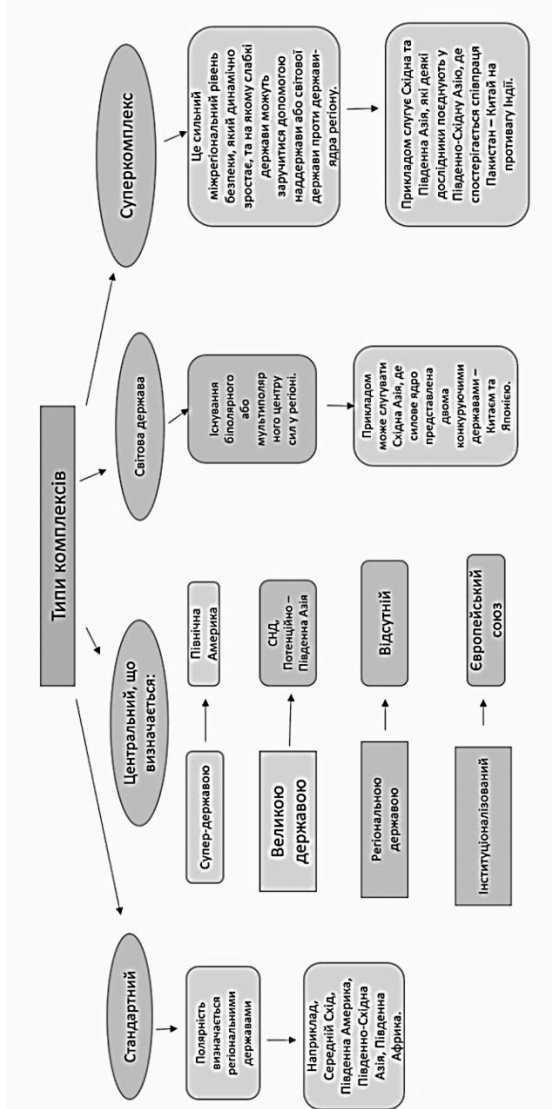 Типи комплексів
Стандартний
Полярність
визначається
регіональними
державами
Наприклад,
Середній Схід,
Південна Америка,
Південно-Східна
Азія, Південна
Африка.
Центральний, що
визначається:
Супер-державою
Північна
Америка
Великою
державою
СНД,
Потенційно –
Південна Азія
Регіональною
державою
Відсутній
Інституціоналізований
Європейський
союз
Світова держава
Існування
біполярного
або
мультиполяр
ного центру
сил у регіоні.
Прикладом
може слугувати
Східна Азія, де
силове ядро
представлена
двома
конкуруючими
державами –
Китаєм та
Японією.
Суперкомплекс
Це сильний
міжрегіональний рівень
безпеки, який динамічно
зростає, та на якому слабкі
держави можуть
заручитися допомогою
наддержави або світової
держави проти держави-
ядра регіону.
Прикладом слугує Східна та
Південна Азія, які деякі
дослідники поєднують у
Південно-Східну Азію, де
спостерігається співпраця
Пакистан – Китай на
противагу Індії.